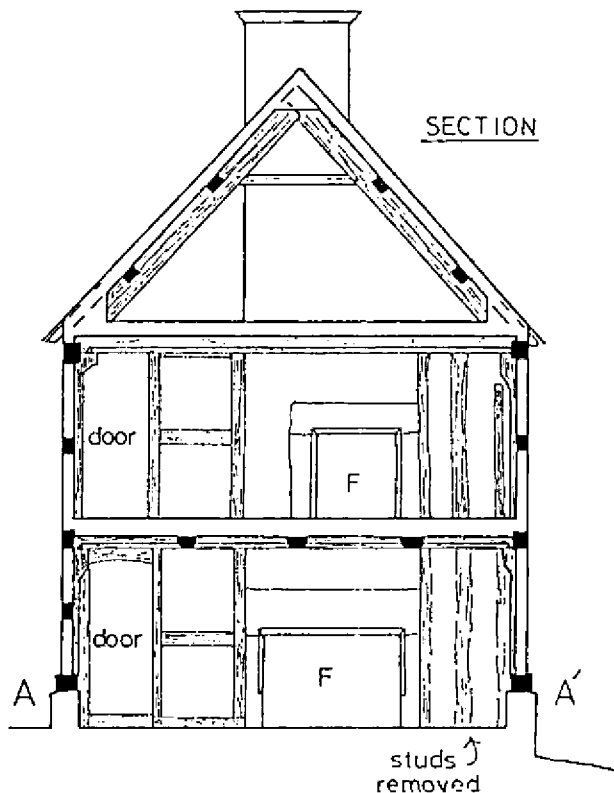 SECTION
door
F
door
F
A
A′
studs
removed